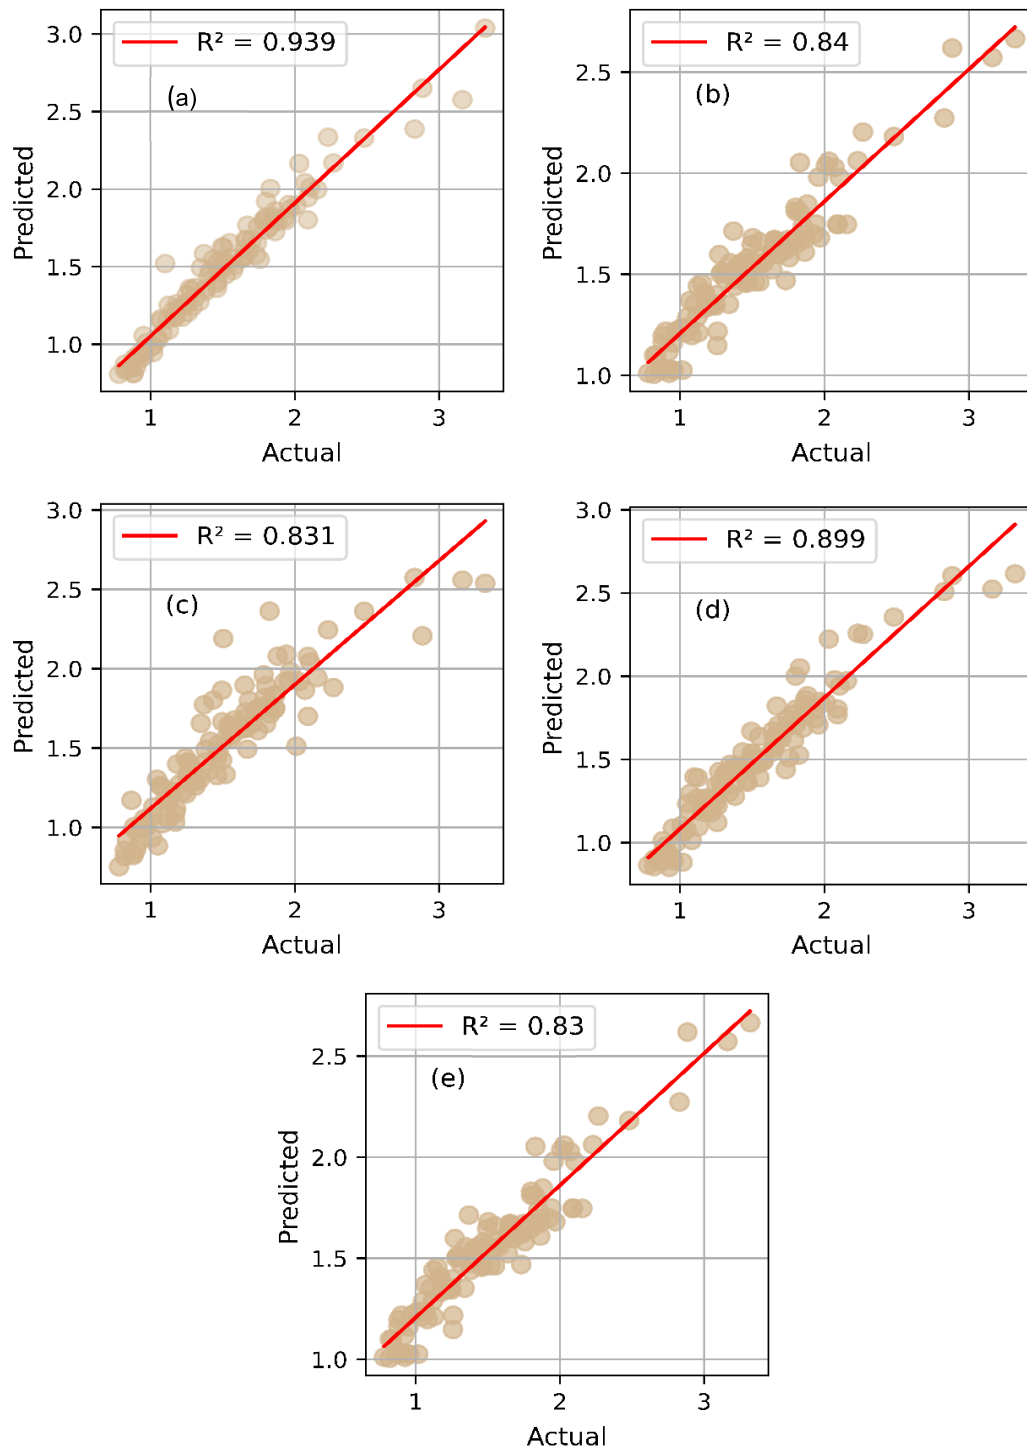 R² = 0.939
(a)
3.0
2.5
2.0
1.5
1.0
Predicted
1 2 3
Actual
R² = 0.84
(b)
2.5
2.0
1.5
1.0
Predicted
1 2 3
Actual
R² = 0.831
(c)
3.0
2.5
2.0
1.5
1.0
Predicted
1 2 3
Actual
R² = 0.899
(d)
3.0
2.5
2.0
1.5
1.0
Predicted
1 2 3
Actual
R² = 0.83
(e)
2.5
2.0
1.5
1.0
Predicted
1 2 3
Actual